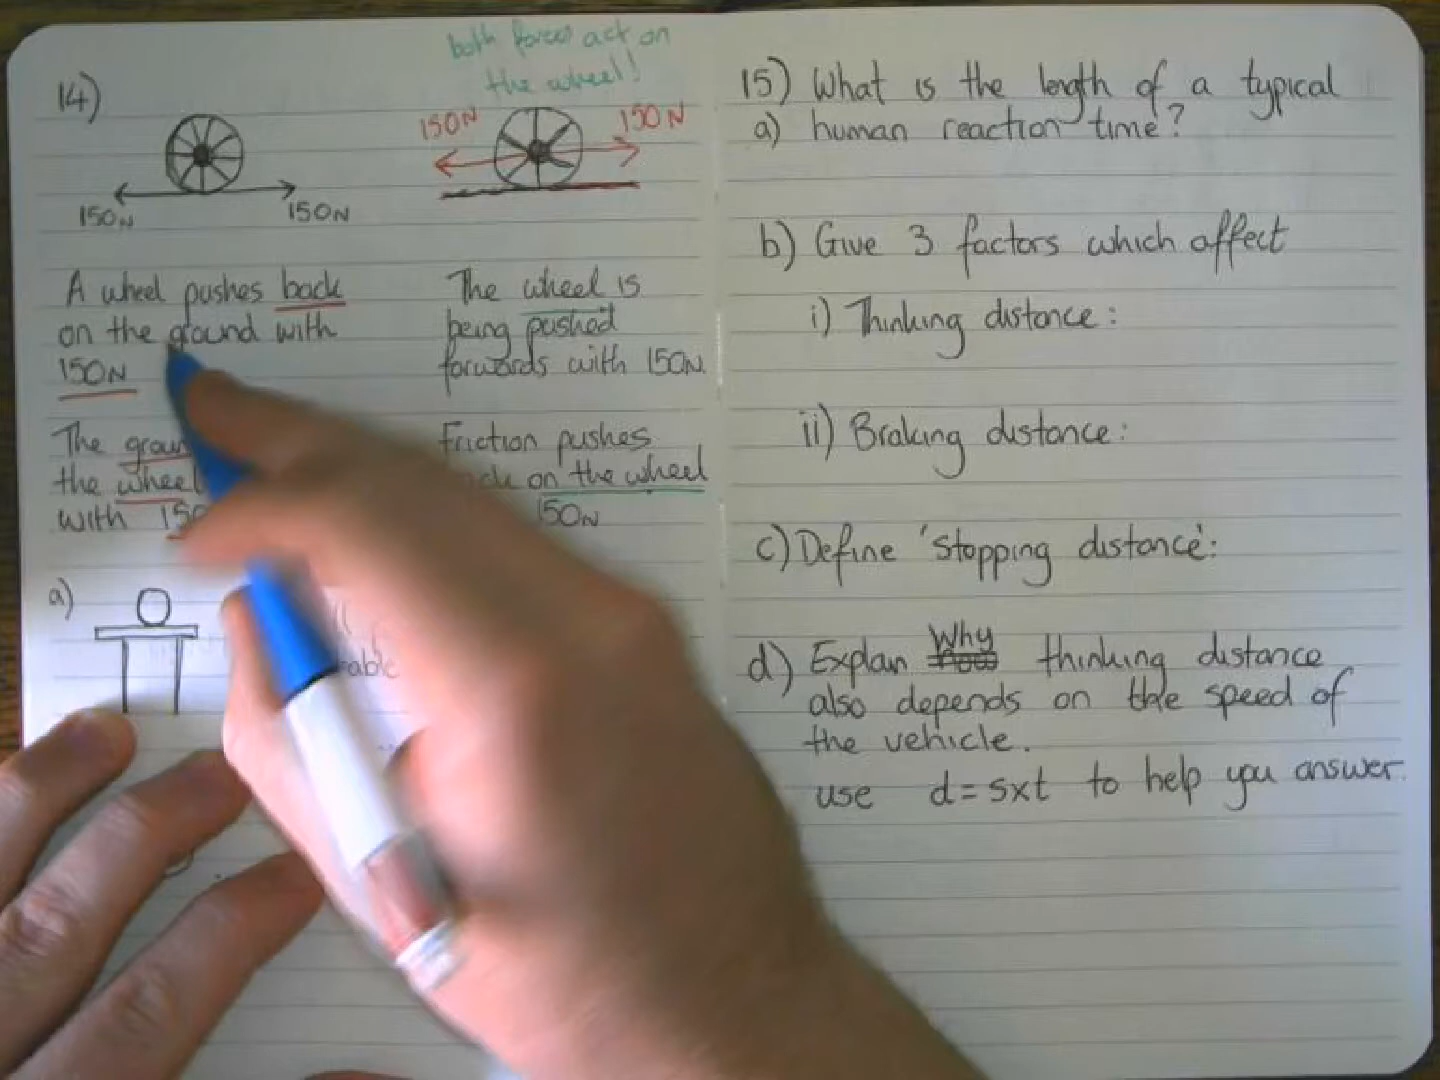 14)
both forces act on
the wheel!
150N
150N
150N
150N
A wheel pushes back
on the ground with
150N
The
the wheel
with
The wheel is
being pushed
forwards with 150N.
Friction pushes
on the wheel
150N
a)
15) What is the length of a typical
a) human reaction time?
b) Give 3 factors which affect
i) Thinking distance:
ii) Braking distance:
c) Define 'stopping distance':
d) Explain Why thinking distance
also depends on the speed of
the vehicle.
use d=sxt to help you answer.